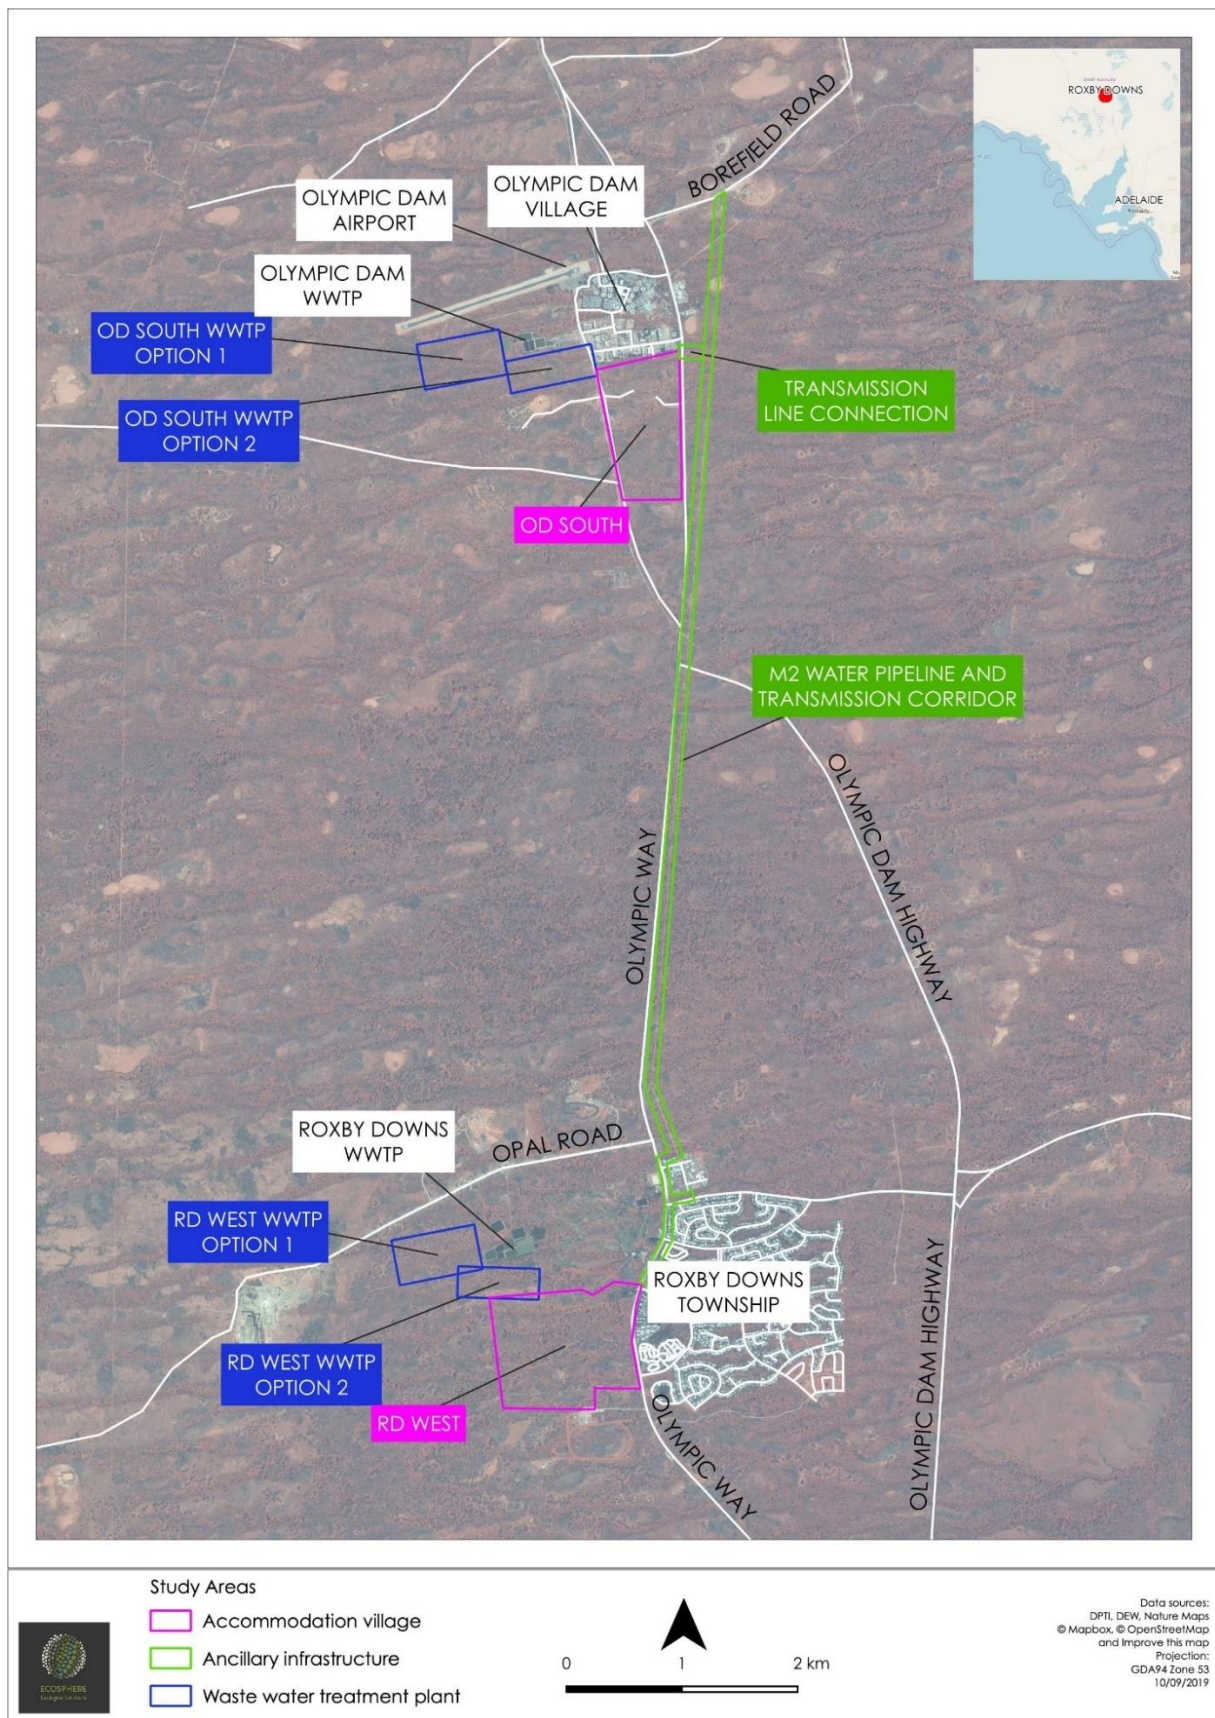 ROXBY DOWNS
ADELAIDE
BOREFIELD ROAD
OLYMPIC DAM
VILLAGE
OLYMPIC DAM
AIRPORT
OLYMPIC DAM
WWTP
OD SOUTH WWTP
OPTION 1
OD SOUTH WWTP
OPTION 2
TRANSMISSION
LINE CONNECTION
OD SOUTH
M2 WATER PIPELINE AND
TRANSMISSION CORRIDOR
OLYMPIC DAM HIGHWAY
OLYMPIC WAY
ROXBY DOWNS
WWTP
OPAL ROAD
RD WEST WWTP
OPTION 1
ROXBY DOWNS
TOWNSHIP
RD WEST WWTP
OPTION 2
RD WEST
OLYMPIC WAY
OLYMPIC DAM HIGHWAY
Study Areas
Accommodation village
Ancillary infrastructure
Waste water treatment plant
0 1 2 km
ECOSPHERE
Ecological Solutions
Data sources:
DPTI, DEW, Nature Maps
© Mapbox, © OpenStreetMap
and Improve this map
Projection:
GDA94 Zone 53
10/09/2019